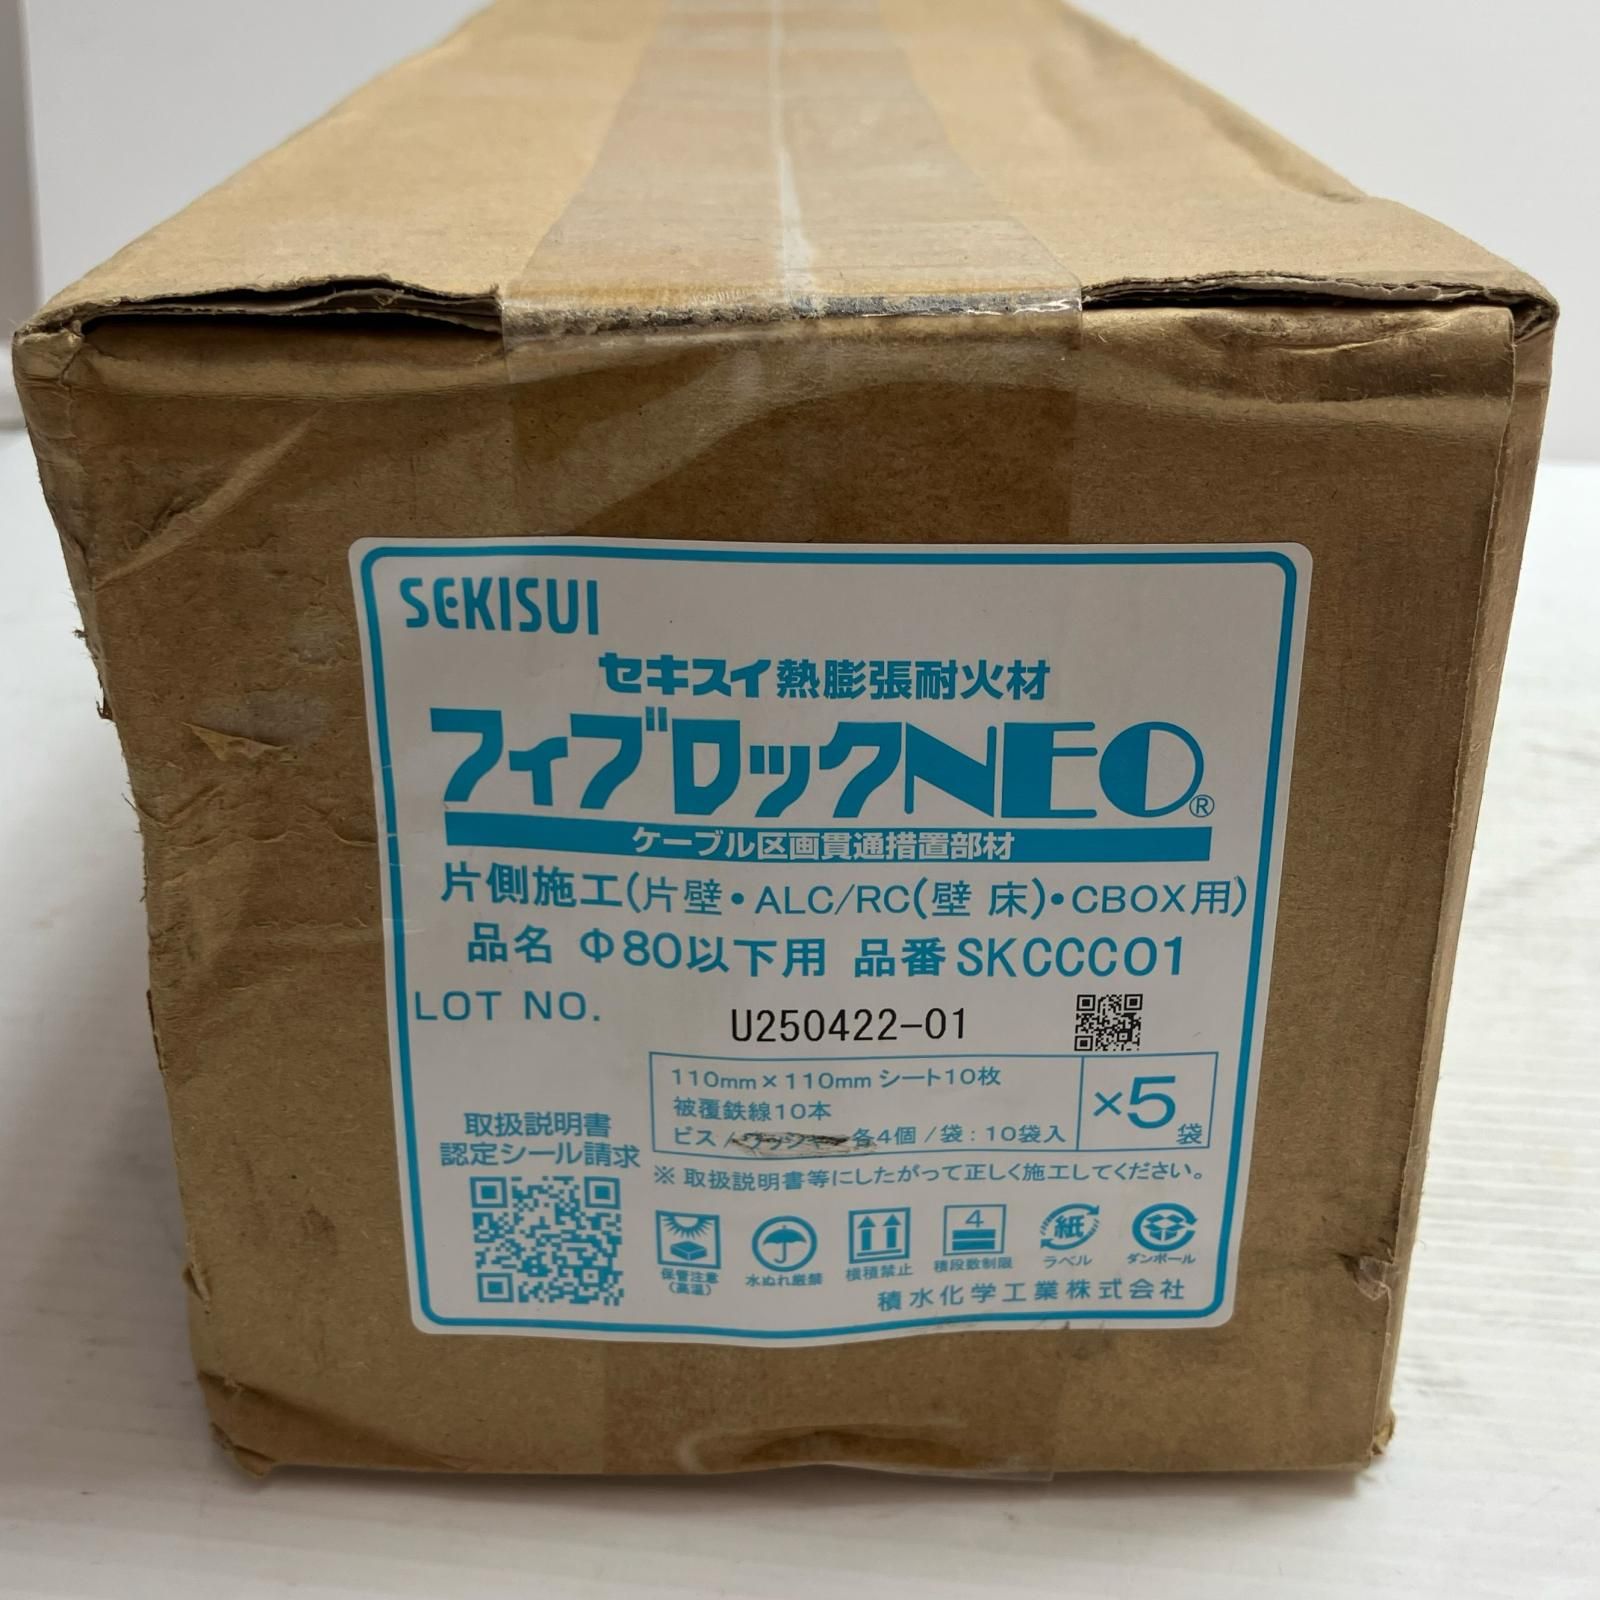 SEKISUI
セキスイ熱膨張耐火材
フィブロックNEO®
ケーブル区画貫通措置部材
片側施工(片壁・ALC/RC(壁 床)・CBOX用)
品名 Φ80以下用 品番 SKCCC01
LOT NO. U250422-01
110mm×110mm シート10枚
被覆鉄線10本
ビス/ワッシャー各4個/袋:10袋入
×5袋
取扱説明書
認定シール請求
※取扱説明書等にしたがって正しく施工してください。
保管注意
(高温)
水ぬれ厳禁
横積禁止
4
積段数制限
紙
ラベル
ダンボール
積水化学工業株式会社